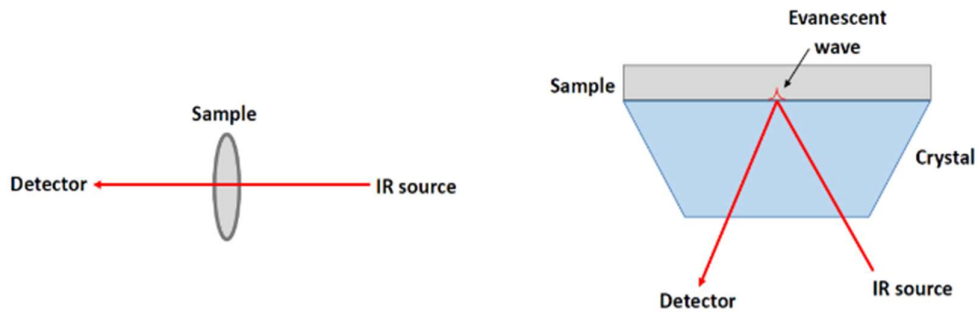 Sample
Detector
IR source
Evanescent
wave
Sample
Crystal
Detector
IR source